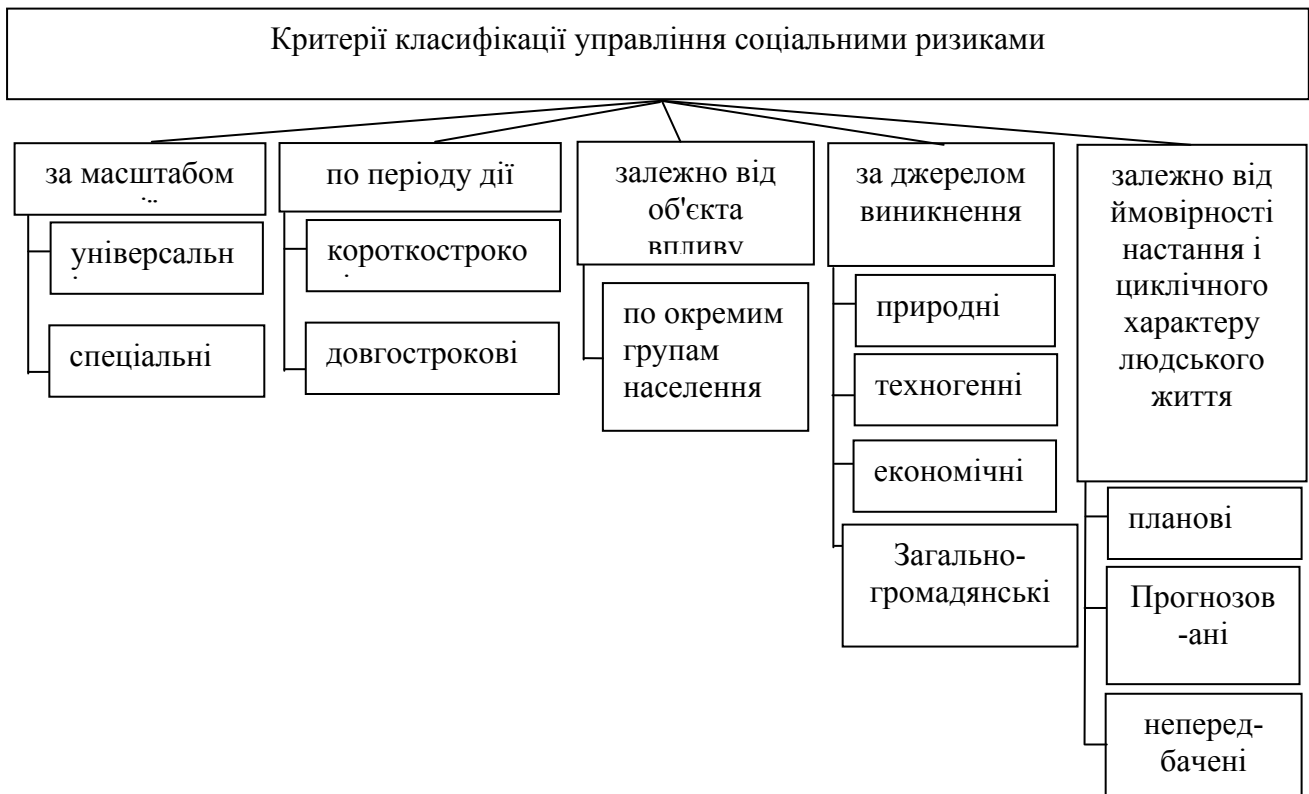 Критерії класифікації управління соціальними ризиками
за масштабом
універсальн
спеціальні
по періоду дії
короткостроко
довгострокові
залежно від
об'єкта
впливу
по окремим
групам
населення
за джерелом
виникнення
природні
техногенні
економічні
Загально-
громадянські
залежно від
ймовірності
настання і
циклічного
характеру
людського
життя
планові
Прогнозов
-ані
неперед-
бачені